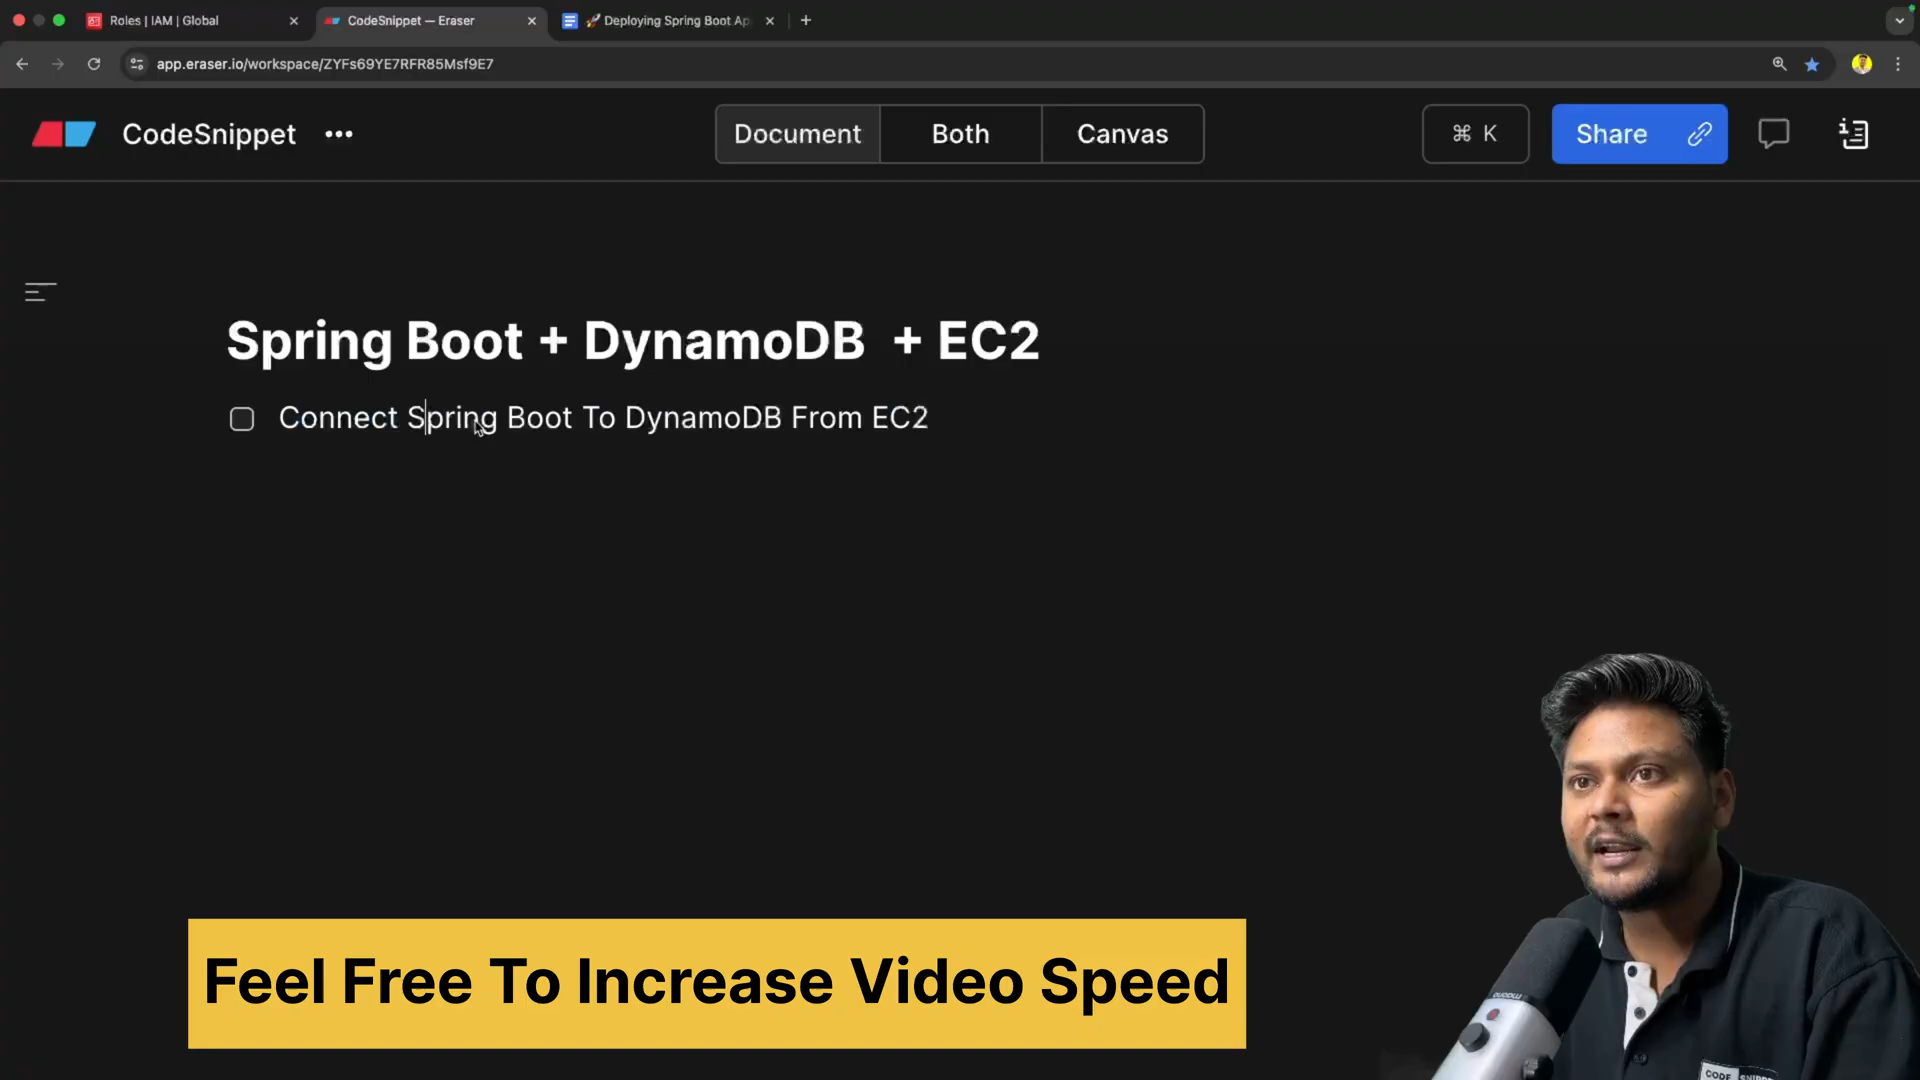 Roles | IAM | Global
CodeSnippet — Eraser
🚀 Deploying Spring Boot Ap
app.eraser.io/workspace/ZYFs69YE7RFR85Msf9E7
CodeSnippet
Document
Both
Canvas
⌘ K
Share
Spring Boot + DynamoDB + EC2
Connect Spring Boot To DynamoDB From EC2
Feel Free To Increase Video Speed
CODE